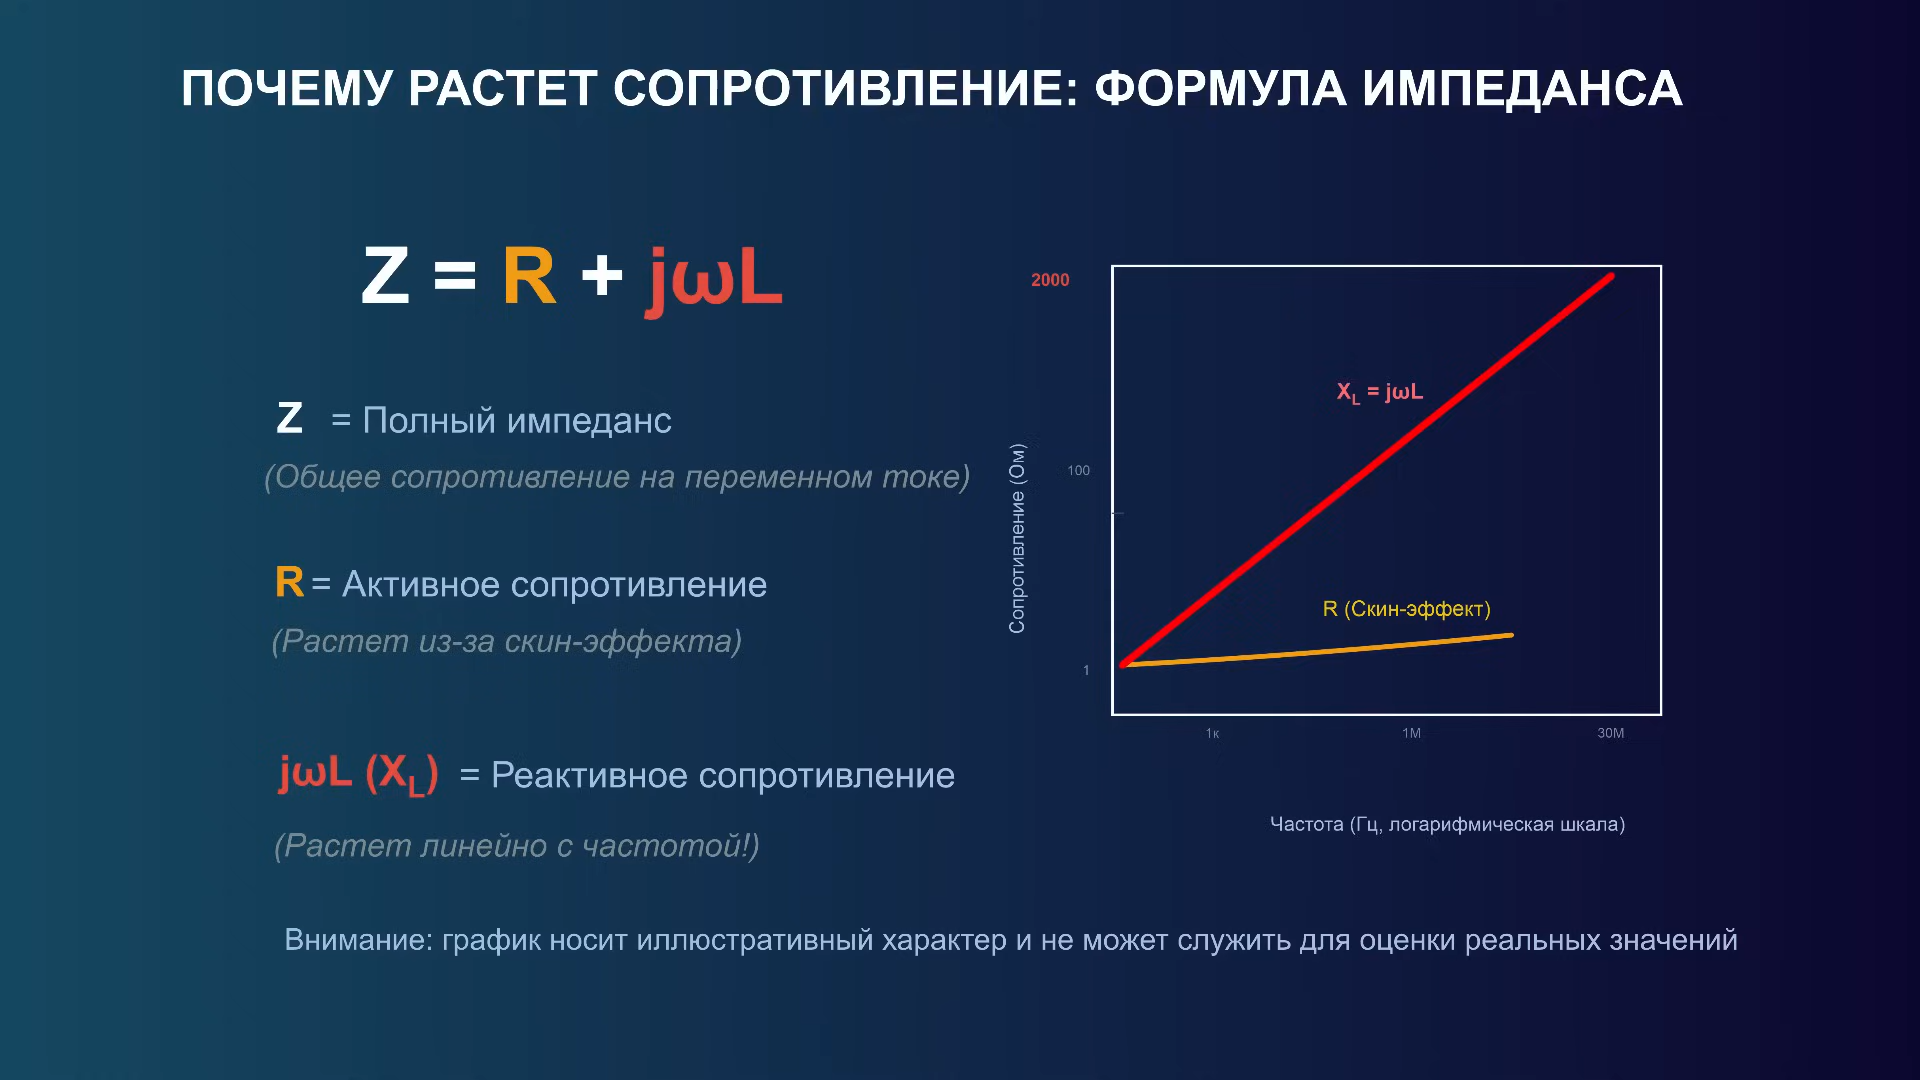 ПОЧЕМУ РАСТЕТ СОПРОТИВЛЕНИЕ: ФОРМУЛА ИМПЕДАНСА
Z = R + jωL
Z = Полный импеданс
(Общее сопротивление на переменном токе)
R = Активное сопротивление
(Растет из-за скин-эффекта)
jωL (XL) = Реактивное сопротивление
(Растет линейно с частотой!)
2000
100
1
Сопротивление (Ом)
XL = jωL
R (Скин-эффект)
1к 1М 30М
Частота (Гц, логарифмическая шкала)
Внимание: график носит иллюстративный характер и не может служить для оценки реальных значений